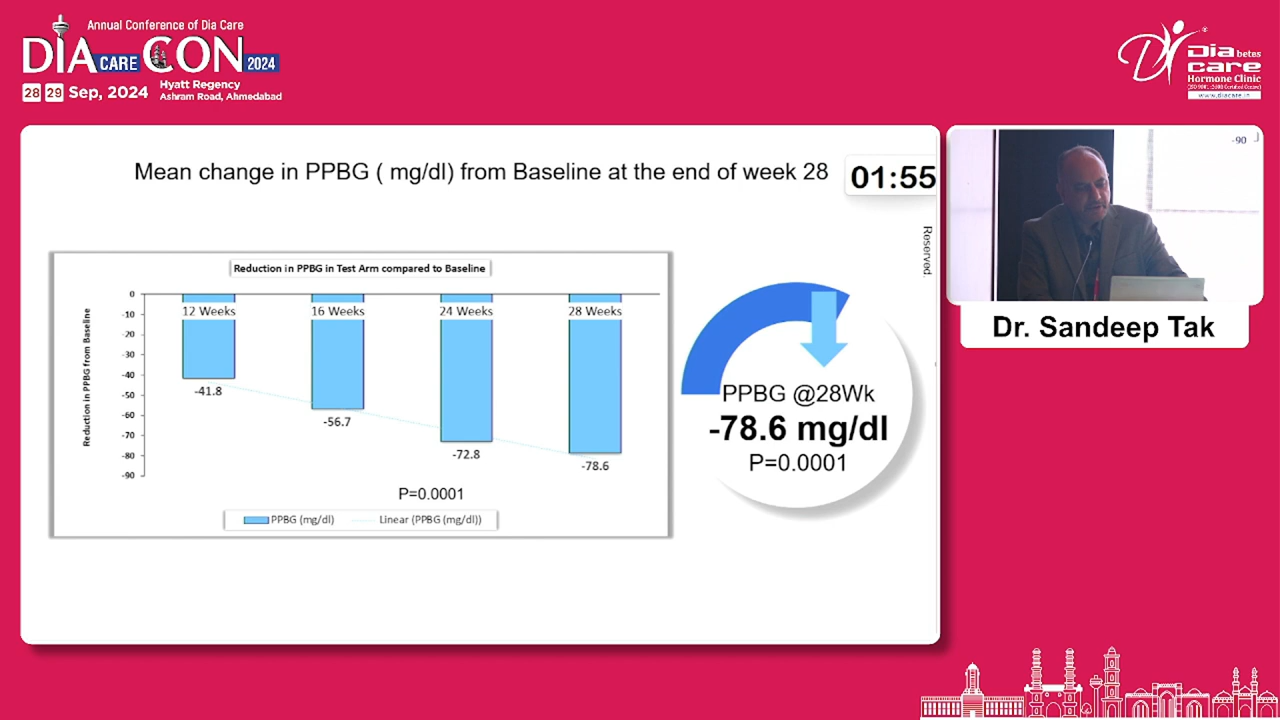 Annual Conference of Dia Care
DIA CARE CON 2024
28 29 Sep, 2024
Hyatt Regency
Ashram Road, Ahmedabad
Diabetes
care
Hormone Clinic
www.diacare.in
Mean change in PPBG ( mg/dl) from Baseline at the end of week 28
01:55
Reserved.
Reduction in PPBG in Test Arm compared to Baseline
Reduction in PPBG from Baseline
0
-10
-20
-30
-40
-50
-60
-70
-80
-90
12 Weeks
16 Weeks
24 Weeks
28 Weeks
-41.8
-56.7
-72.8
-78.6
P=0.0001
PPBG (mg/dl)
Linear (PPBG (mg/dl))
PPBG @28Wk
-78.6 mg/dl
P=0.0001
-90
Dr. Sandeep Tak